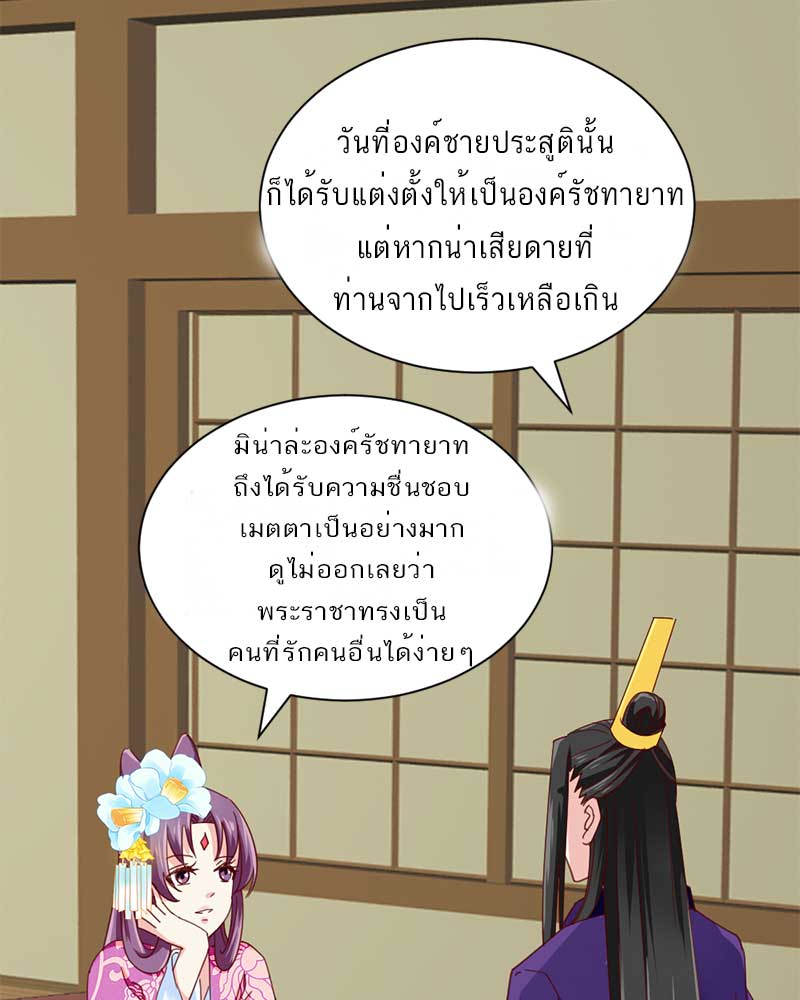 วันที่องค์ชายประสูตินั้น
ก็ได้รับแต่งตั้งให้เป็นองค์รัชทายาท
แต่หากน่าเสียดายที่
ท่านจากไปเร็วเหลือเกิน
มิน่าล่ะองค์รัชทายาท
ถึงได้รับความชื่นชอบ
เมตตาเป็นอย่างมาก
ดูไม่ออกเลยว่า
พระราชาทรงเป็น
คนที่รักคนอื่นได้ง่ายๆ